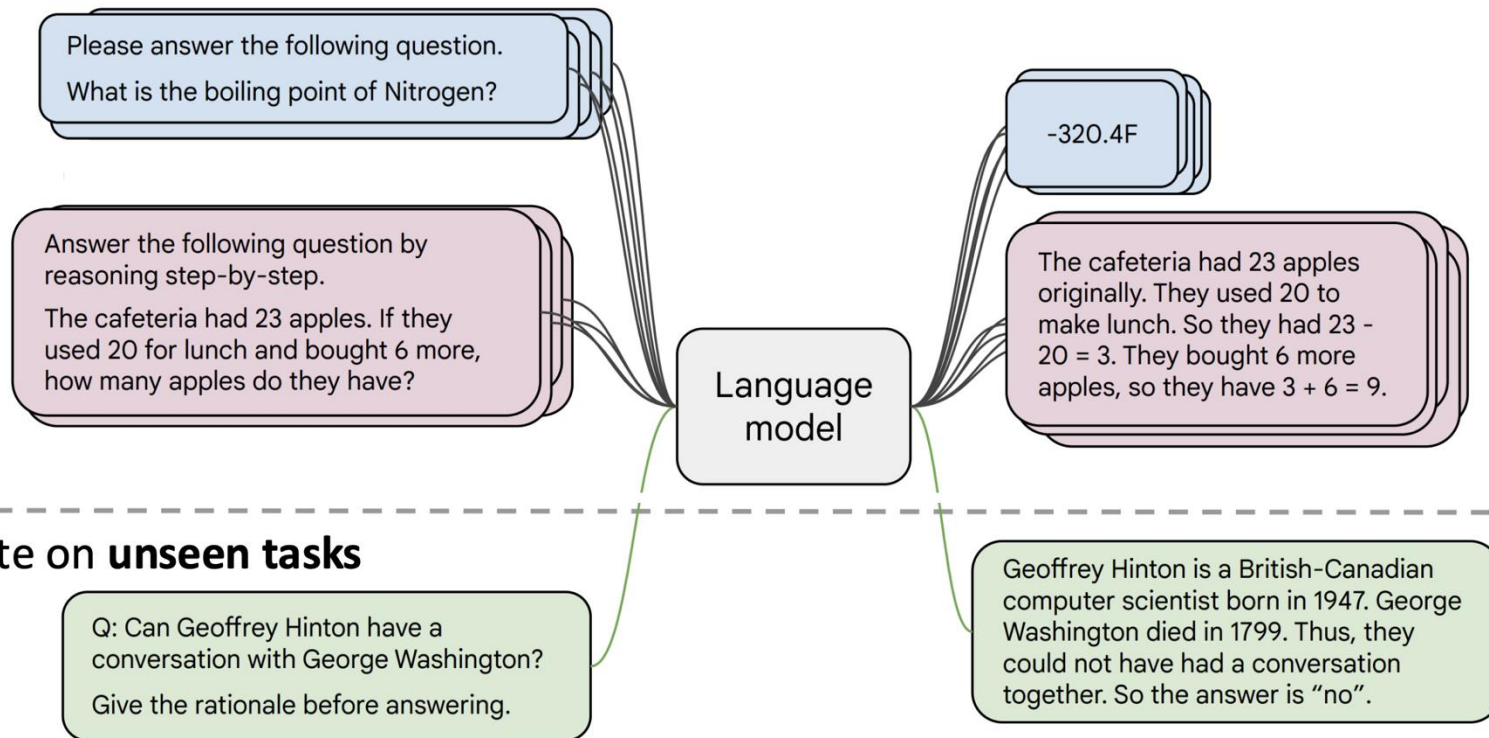 Please answer the following question.
What is the boiling point of Nitrogen?
-320.4F
Answer the following question by
reasoning step-by-step.
The cafeteria had 23 apples. If they
used 20 for lunch and bought 6 more,
how many apples do they have?
Language
model
The cafeteria had 23 apples
originally. They used 20 to
make lunch. So they had 23 -
20 = 3. They bought 6 more
apples, so they have 3 + 6 = 9.
te on unseen tasks
Q: Can Geoffrey Hinton have a
conversation with George Washington?
Give the rationale before answering.
Geoffrey Hinton is a British-Canadian
computer scientist born in 1947. George
Washington died in 1799. Thus, they
could not have had a conversation
together. So the answer is “no”.